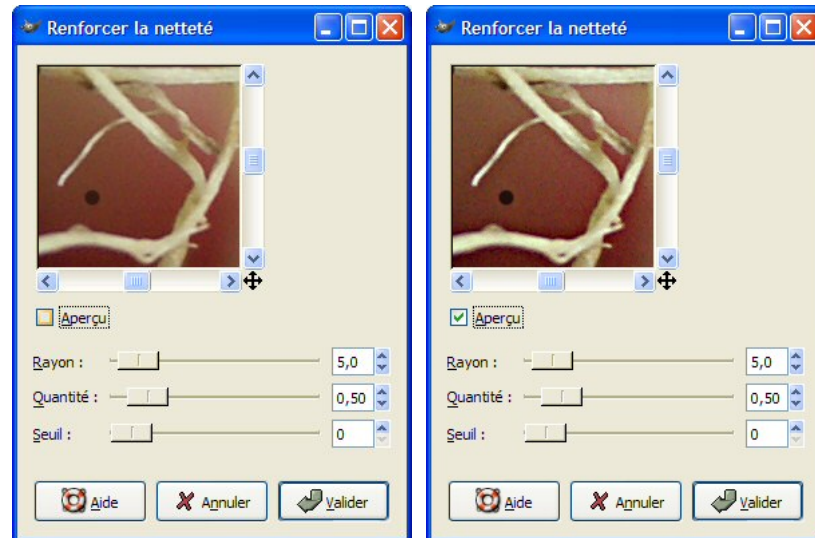 Renforcer la netteté
Aperçu
Rayon : 5,0
Quantité : 0,50
Seuil : 0
Aide Annuler Valider
Renforcer la netteté
Aperçu
Rayon : 5,0
Quantité : 0,50
Seuil : 0
Aide Annuler Valider